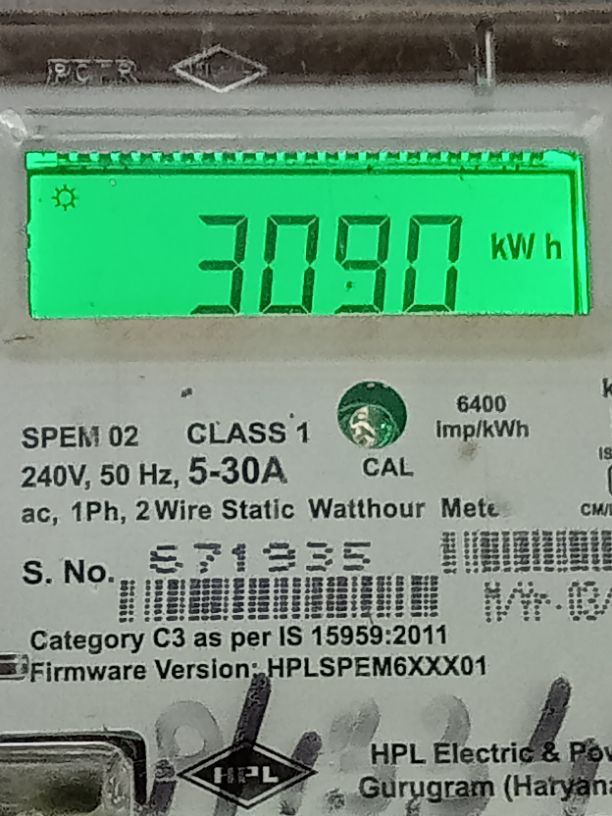 3090 kWh
6400
imp/kWh
SPEM 02 CLASS 1
240V, 50 Hz, 5-30A
CAL
ac, 1Ph, 2 Wire Static Watthour Mete
S. No. 671935
Category C3 as per IS 15959:2011
Firmware Version: HPLSPEM6XXX01
HPL
HPL Electric & Pow
Gurugram (Haryana